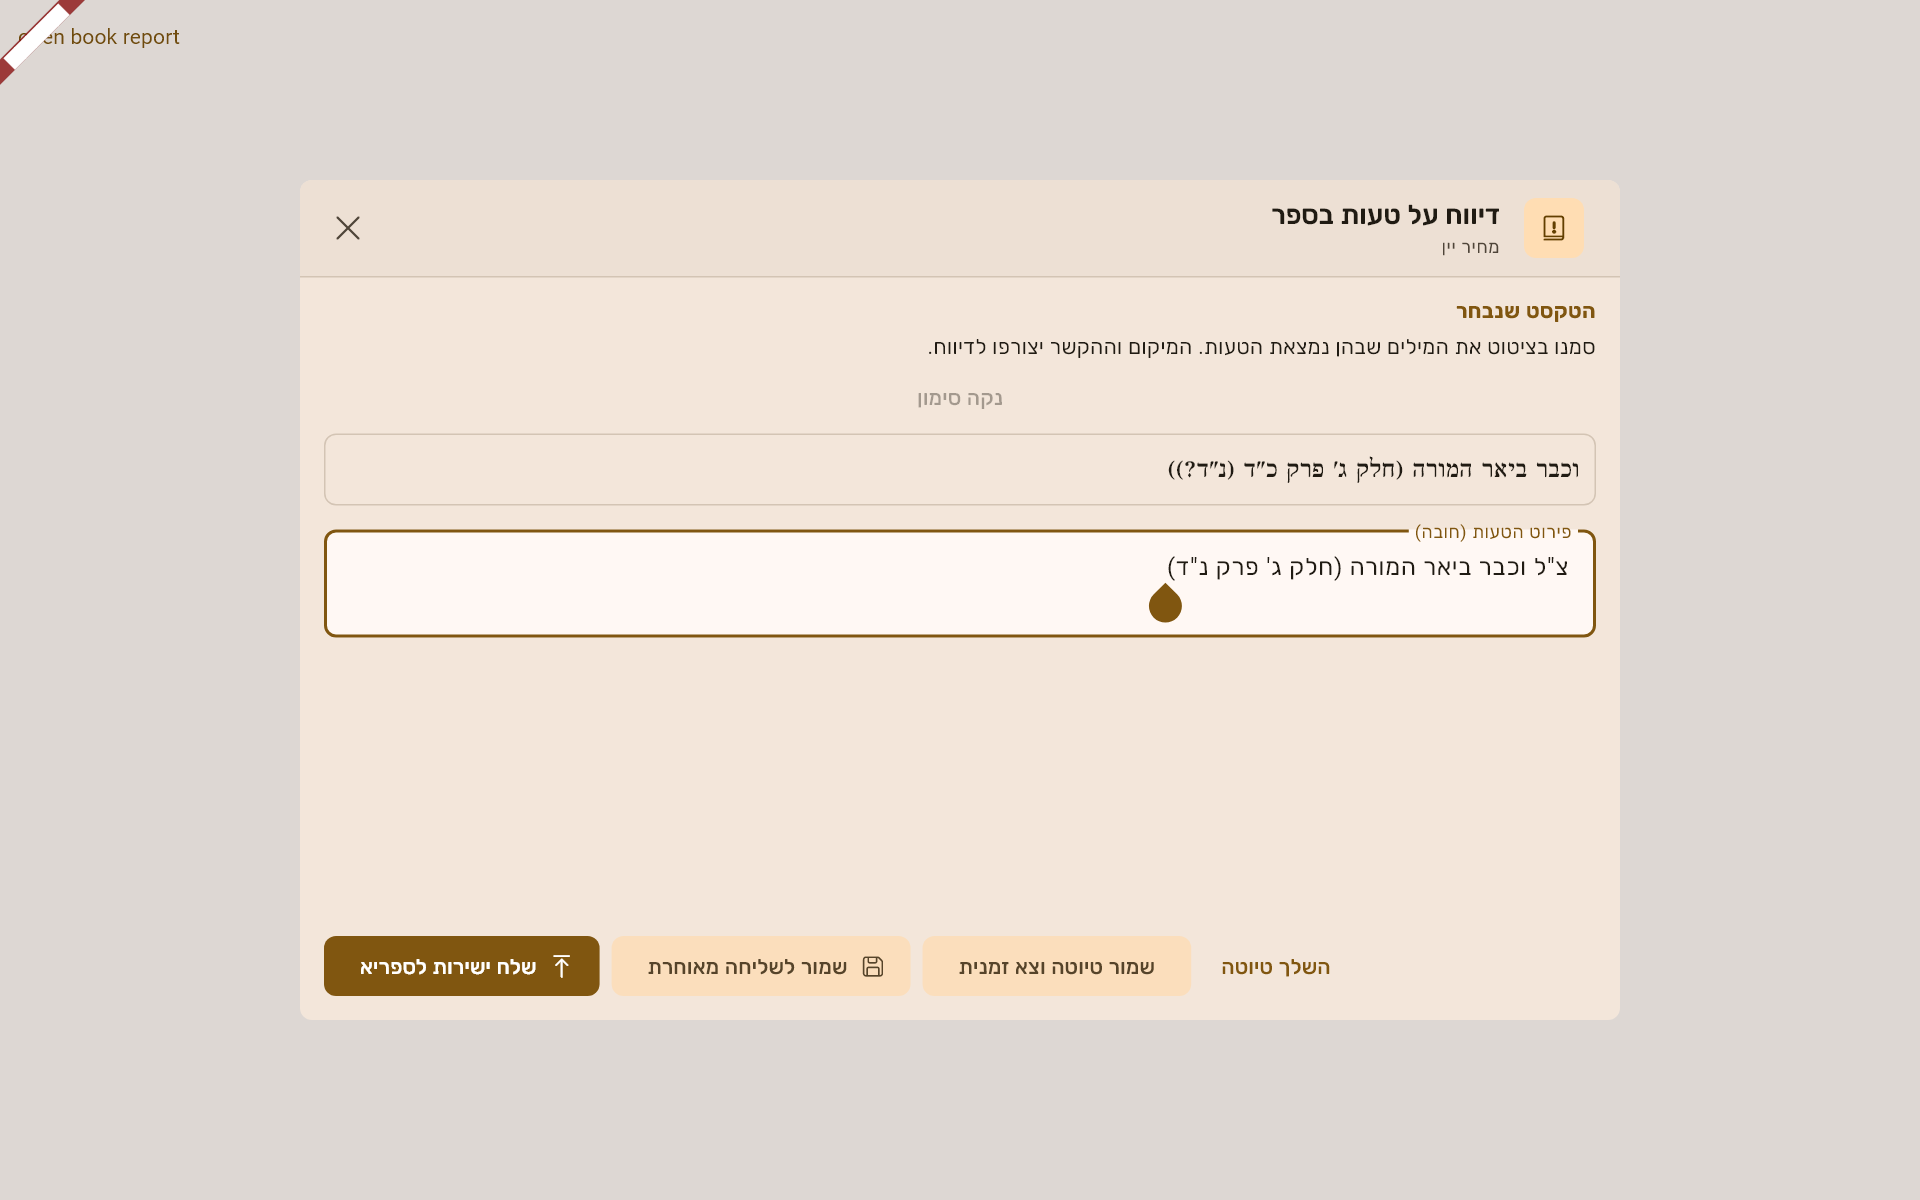 book report
דיווח על טעות בספר
מחיר יין
הטקסט שנבחר
סמנו בציטוט את המילים שבהן נמצאת הטעות. המיקום וההקשר יצורפו לדיווח.
נקה סימון
וכבר ביאר המורה (חלק ג' פרק כ"ד (נ"ד?))
פירוט הטעות (חובה)
צ"ל וכבר ביאר המורה (חלק ג' פרק נ"ד)
השלך טיוטה
שמור טיוטה וצא זמנית
שמור לשליחה מאוחרת
שלח ישירות לספריא